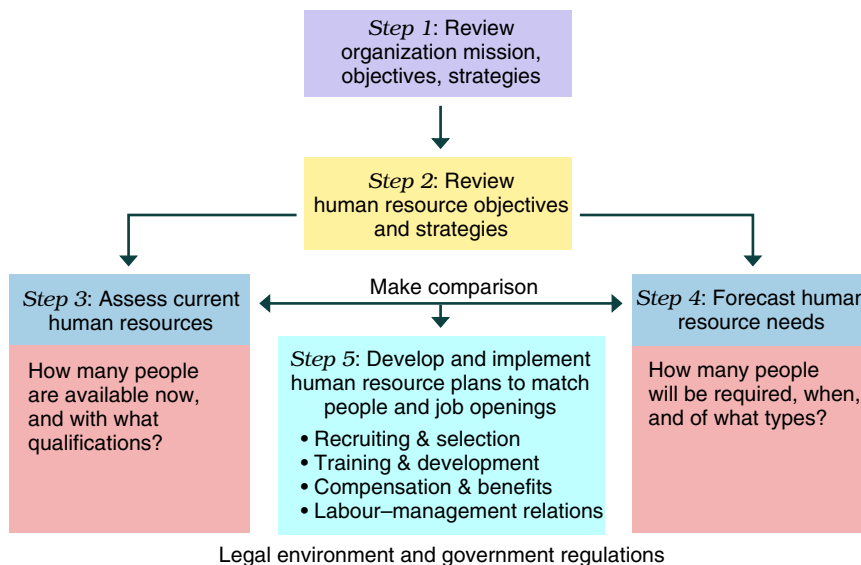 Step 1: Review
organization mission,
objectives, strategies
Step 2: Review
human resource objectives
and strategies
Step 3: Assess current
human resources
Make comparison
Step 4: Forecast human
resource needs
How many people
are available now,
and with what
qualifications?
Step 5: Develop and implement
human resource plans to match
people and job openings
• Recruiting & selection
• Training & development
• Compensation & benefits
• Labour–management relations
How many people
will be required, when,
and of what types?
Legal environment and government regulations